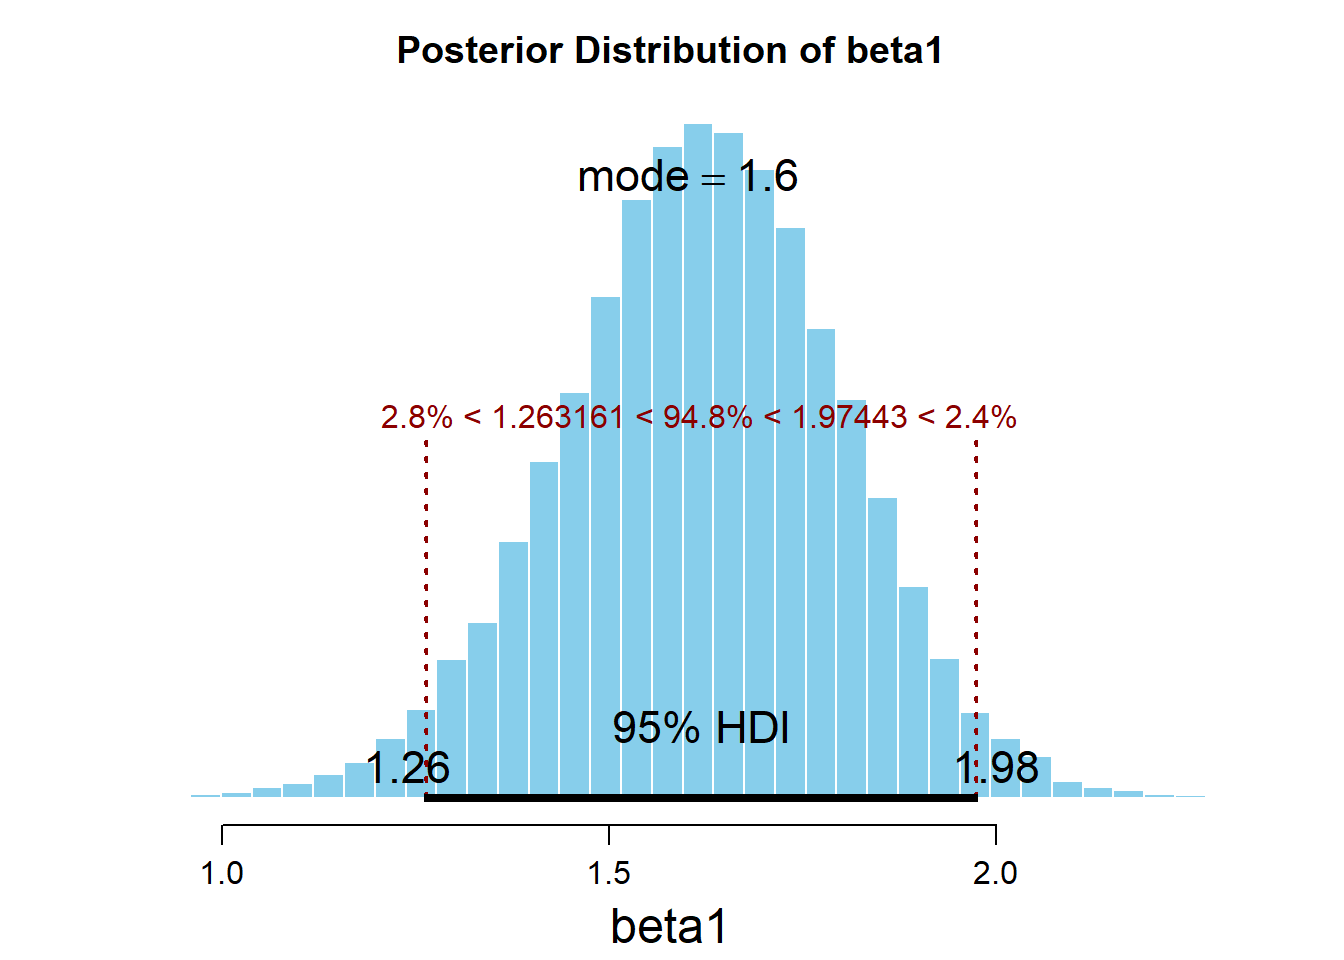 Posterior Distribution of beta1
mode = 1.6
2.8% < 1.263161 < 94.8% < 1.97443 < 2.4%
95% HDI
1.26 1.98
1.0 1.5 2.0
beta1